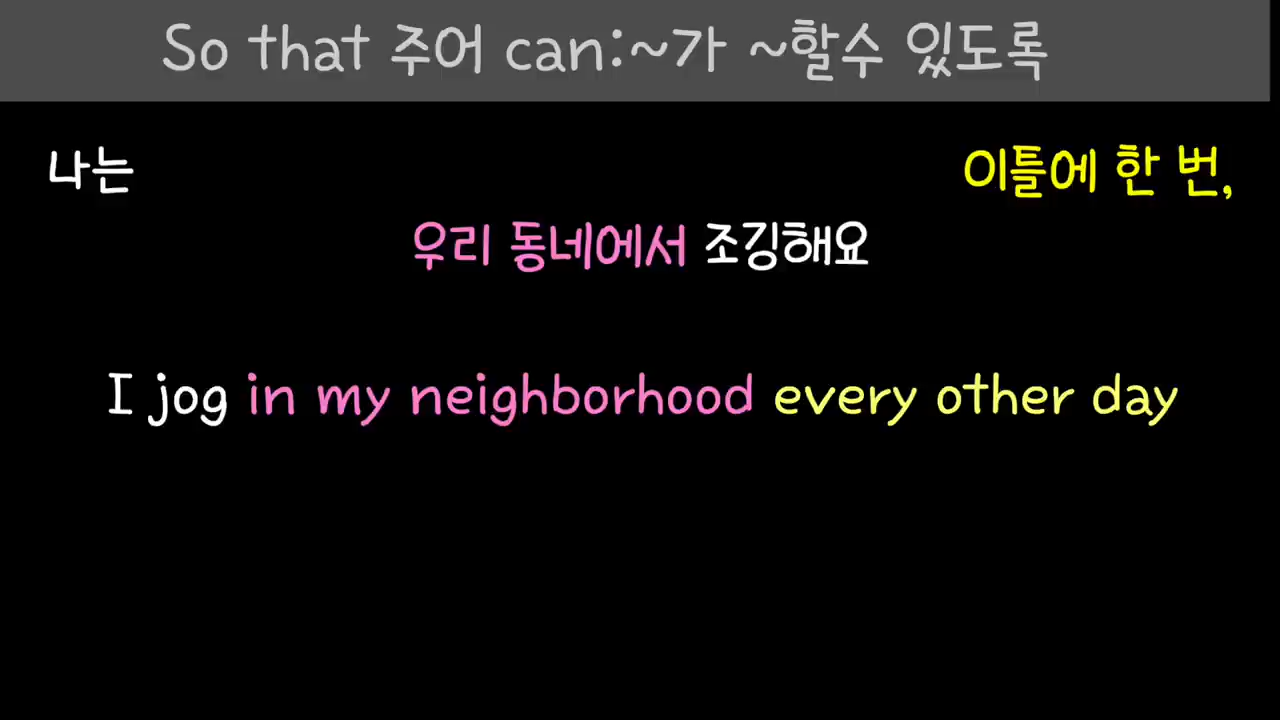 So that 주어 can:~가 ~할수 있도록
나는 이틀에 한 번,
우리 동네에서 조깅해요
I jog in my neighborhood every other day